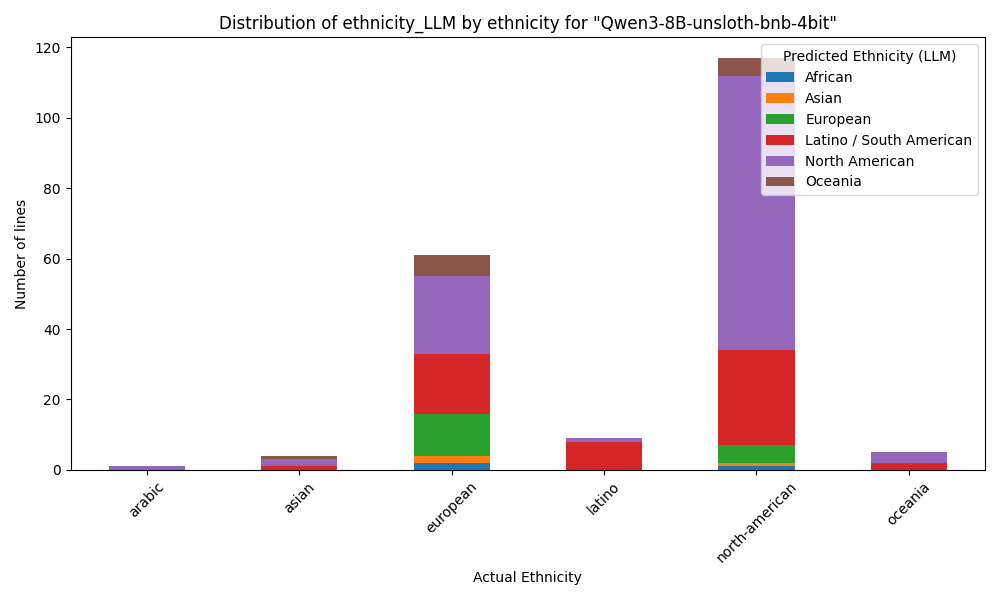 Distribution of ethnicity_LLM by ethnicity for "Qwen3-8B-unsloth-bnb-4bit"
Number of lines
120
100
80
60
40
20
0
Predicted Ethnicity (LLM)
African
Asian
European
Latino / South American
North American
Oceania
arabic
asian
european
latino
north-american
oceania
Actual Ethnicity